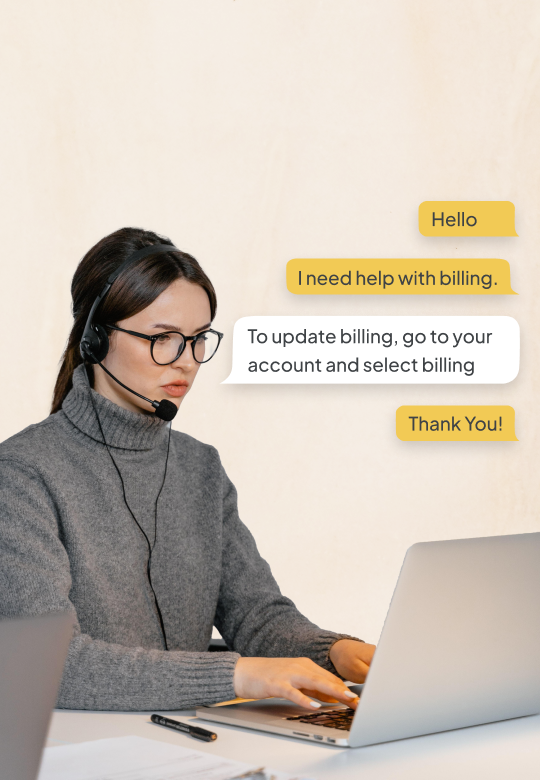 Hello
I need help with billing.
To update billing, go to your
account and select billing
Thank You!